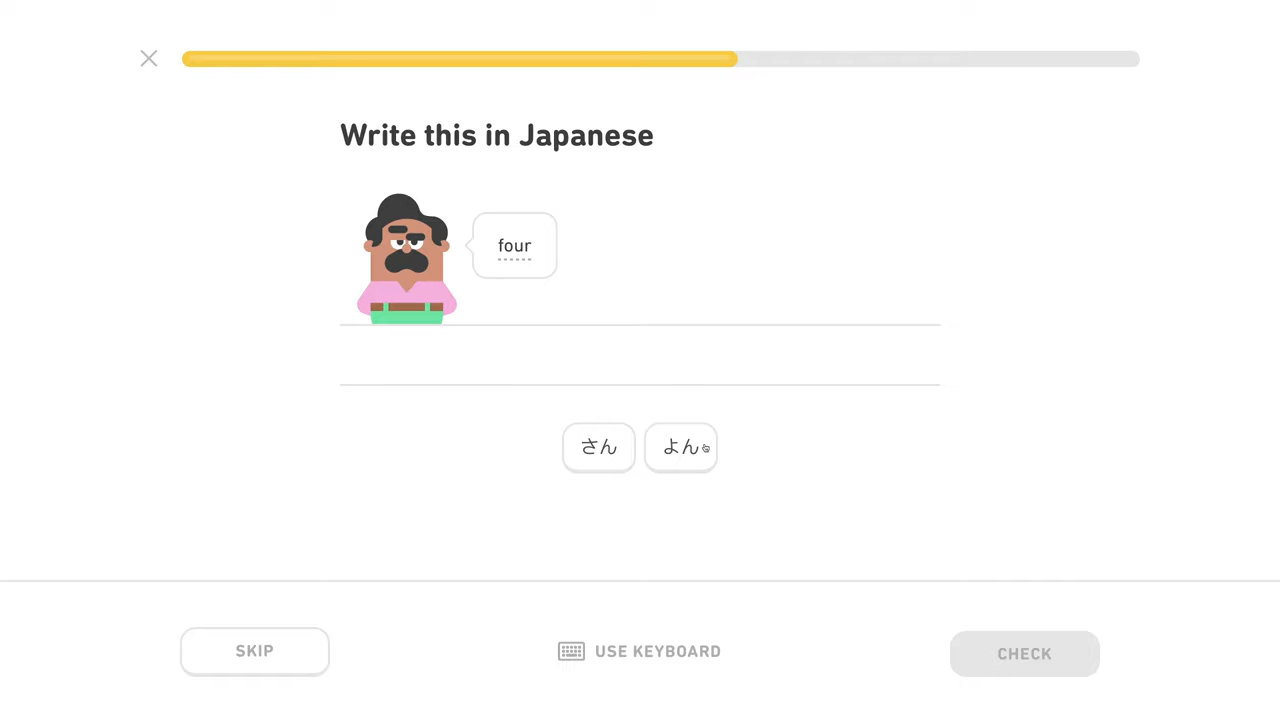 Write this in Japanese
four
さん よん
SKIP
USE KEYBOARD
CHECK